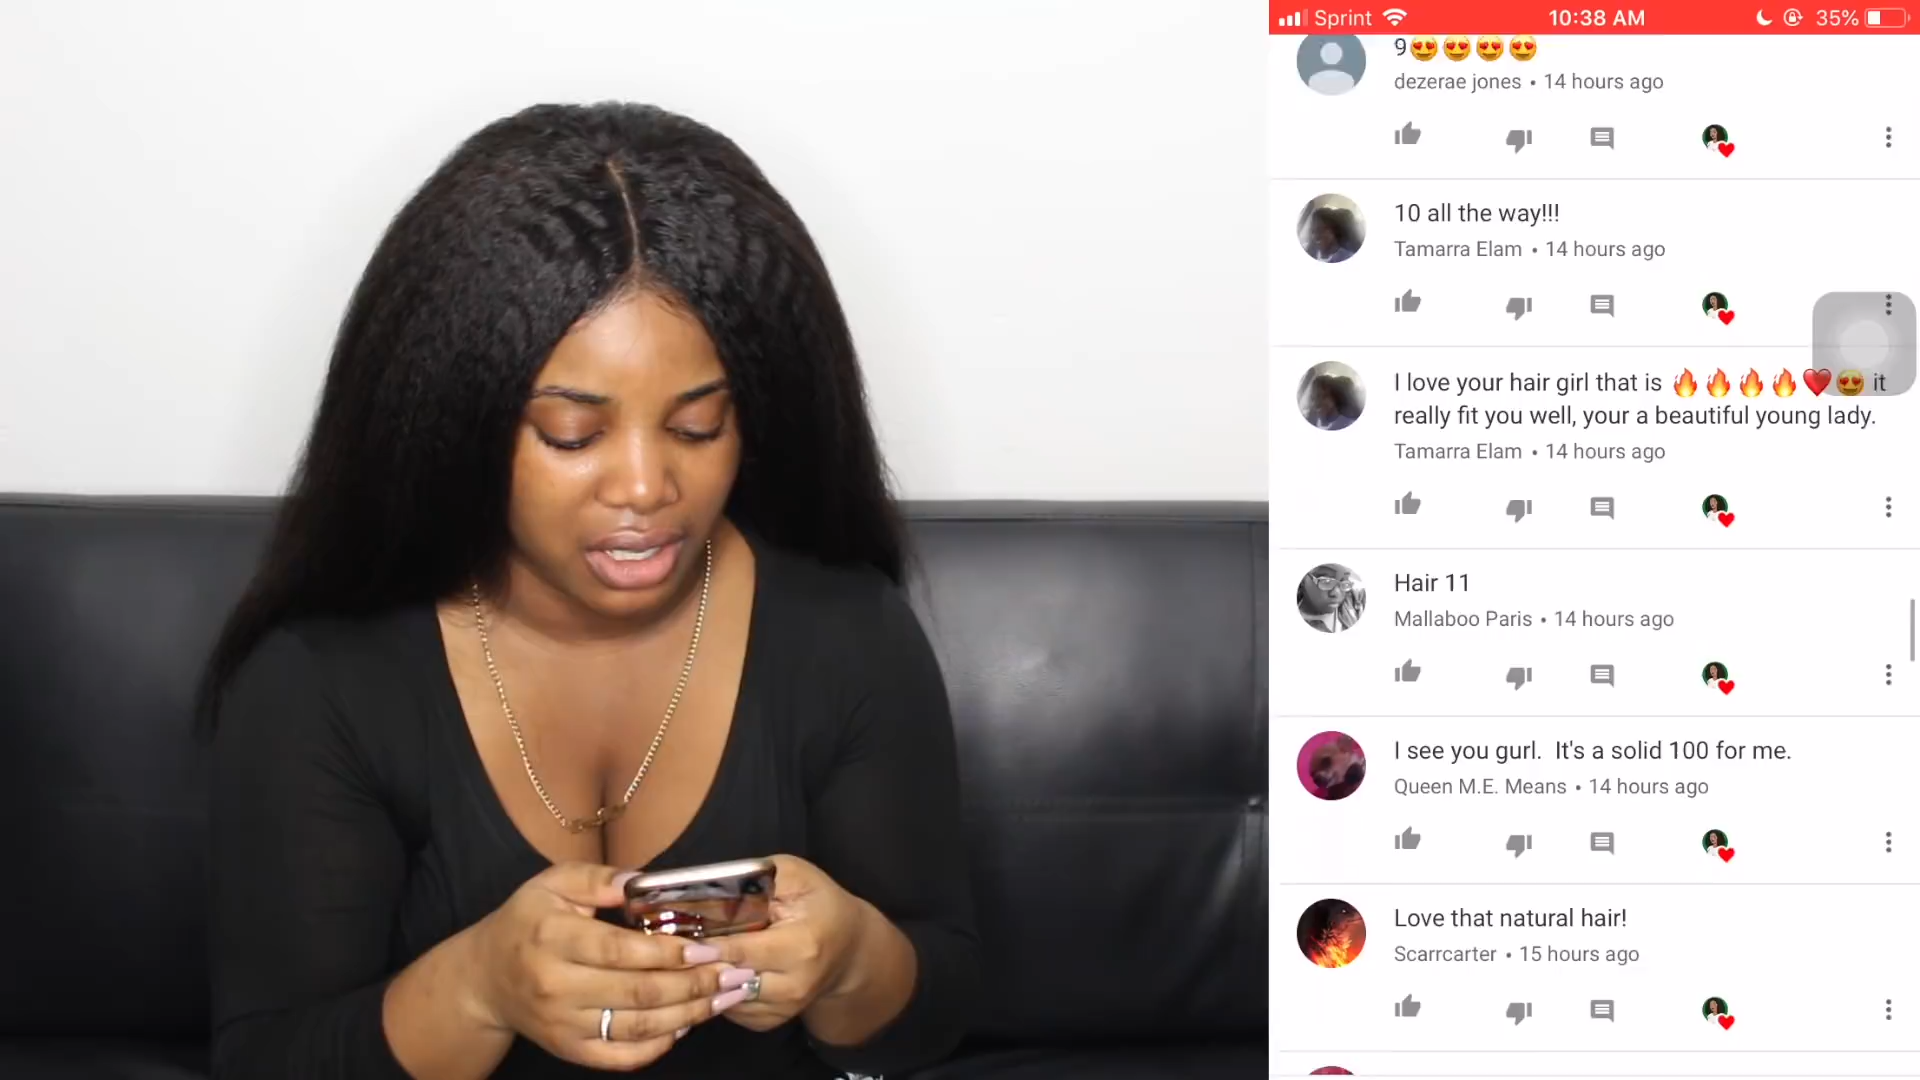 Sprint 10:38 AM 35%
9😍😍😍😍
dezerae jones • 14 hours ago
10 all the way!!!
Tamarra Elam • 14 hours ago
I love your hair girl that is 🔥🔥🔥🔥❤️😍 it
really fit you well, your a beautiful young lady.
Tamarra Elam • 14 hours ago
Hair 11
Mallaboo Paris • 14 hours ago
I see you gurl.  It's a solid 100 for me.
Queen M.E. Means • 14 hours ago
Love that natural hair!
Scarrcarter • 15 hours ago